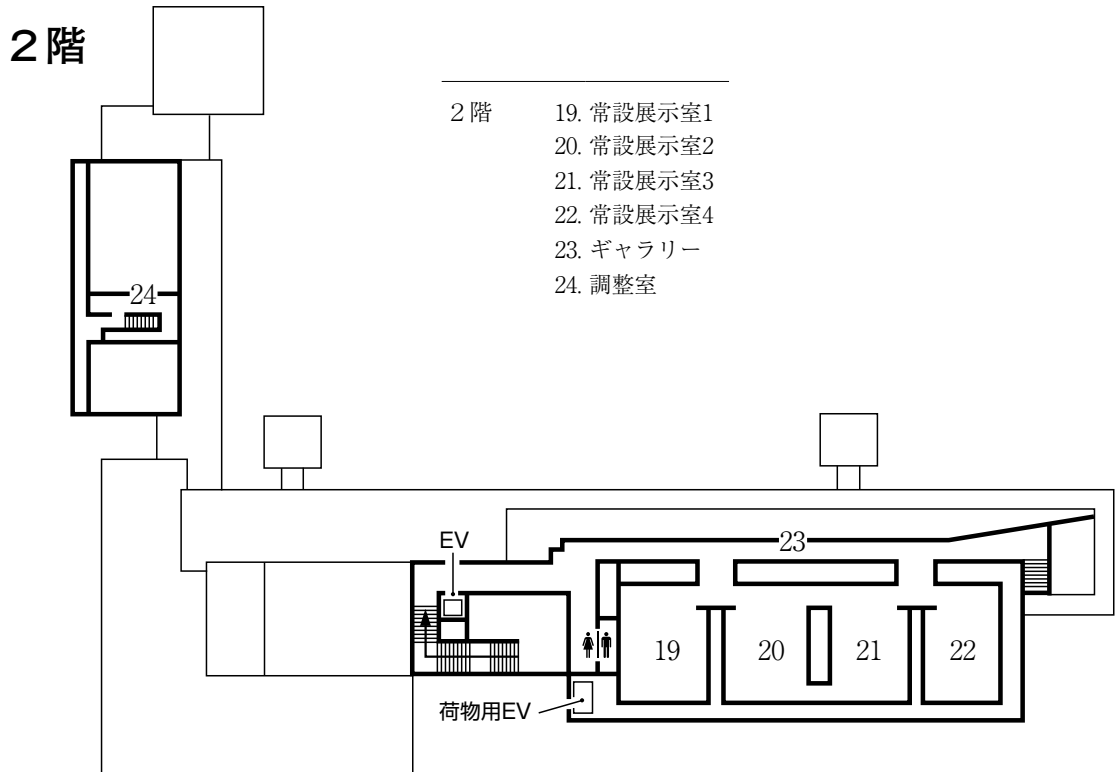 2階
2階 19. 常設展示室1
20. 常設展示室2
21. 常設展示室3
22. 常設展示室4
23. ギャラリー
24. 調整室
24
EV
23
19
20
21
22
荷物用EV